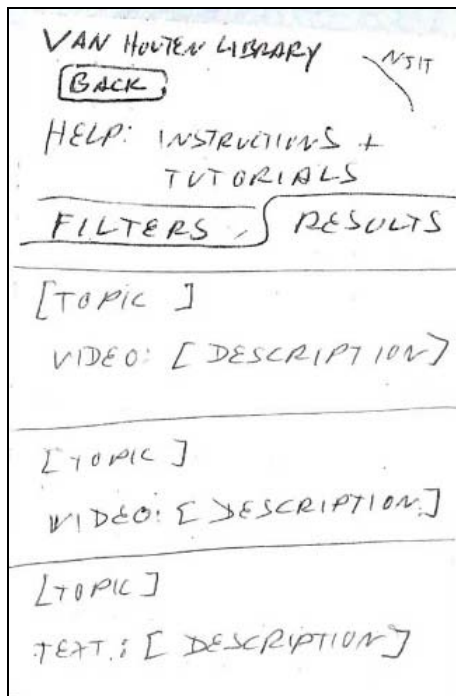 VAN HOUTEN LIBRARY
NJIT
BACK
HELP: INSTRUCTIONS +
TUTORIALS
FILTERS
RESULTS
[TOPIC]
VIDEO: [DESCRIPTION]
[TOPIC]
VIDEO: [DESCRIPTION]
[TOPIC]
TEXT: [DESCRIPTION]